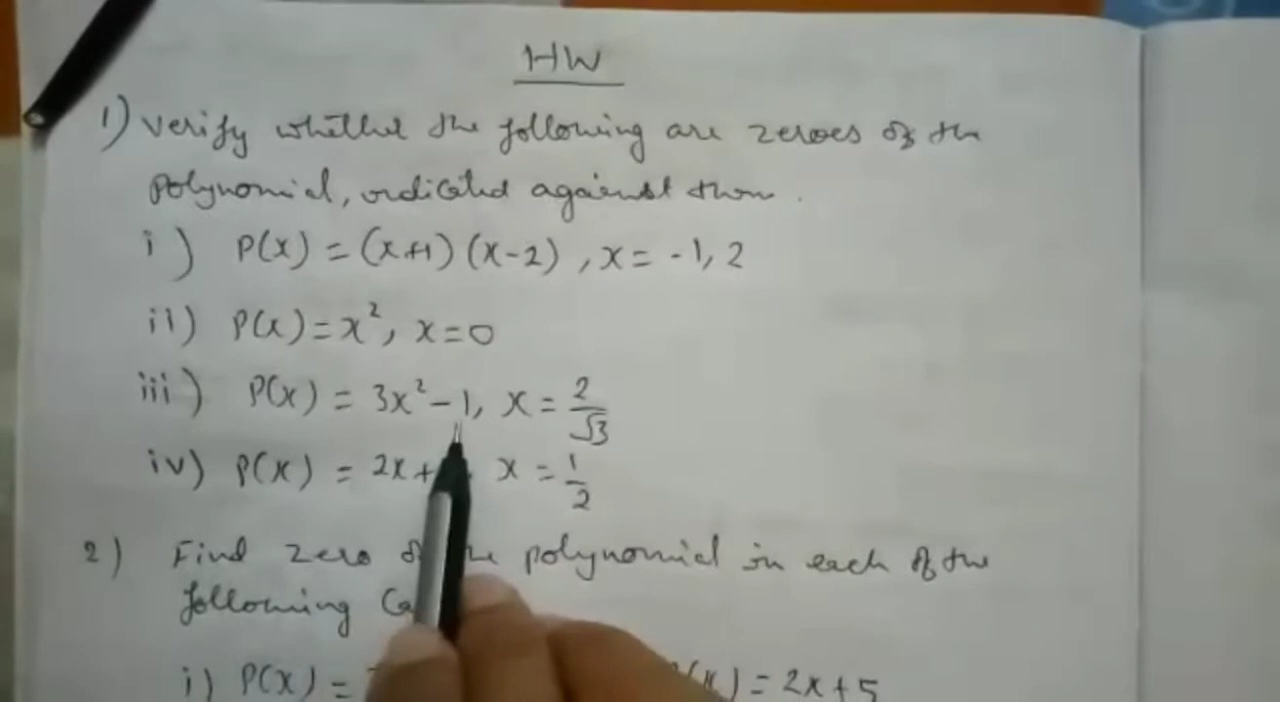 HW
1) Verify whether the following are zeroes of the
polynomial, indicated against them.
i) P(x) = (x+1) (x-2), x = -1, 2
ii) P(x) = x², x=0
iii) P(x) = 3x²-1, x = 2/√3
iv) P(x) = 2x+ x = 1/2
2) Find zero of the polynomial in each of the
following
i) P(x) = (x) = 2x+5